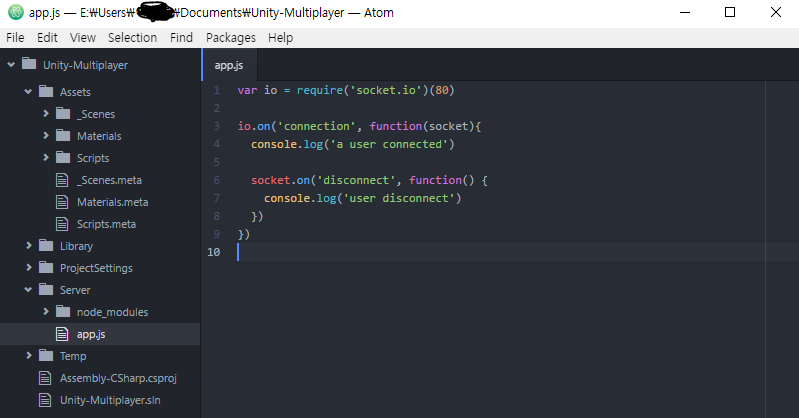 app.js — E:₩Users₩ ₩Documents₩Unity-Multiplayer — Atom
File Edit View Selection Find Packages Help
Unity-Multiplayer
Assets
_Scenes
Materials
Scripts
_Scenes.meta
Materials.meta
Scripts.meta
Library
ProjectSettings
Server
node_modules
app.js
Temp
Assembly-CSharp.csproj
Unity-Multiplayer.sln
app.js
1 var io = require('socket.io')(80)
2
3 io.on('connection', function(socket){
4 console.log('a user connected')
5
6 socket.on('disconnect', function() {
7 console.log('user disconnect')
8 })
9 })
10